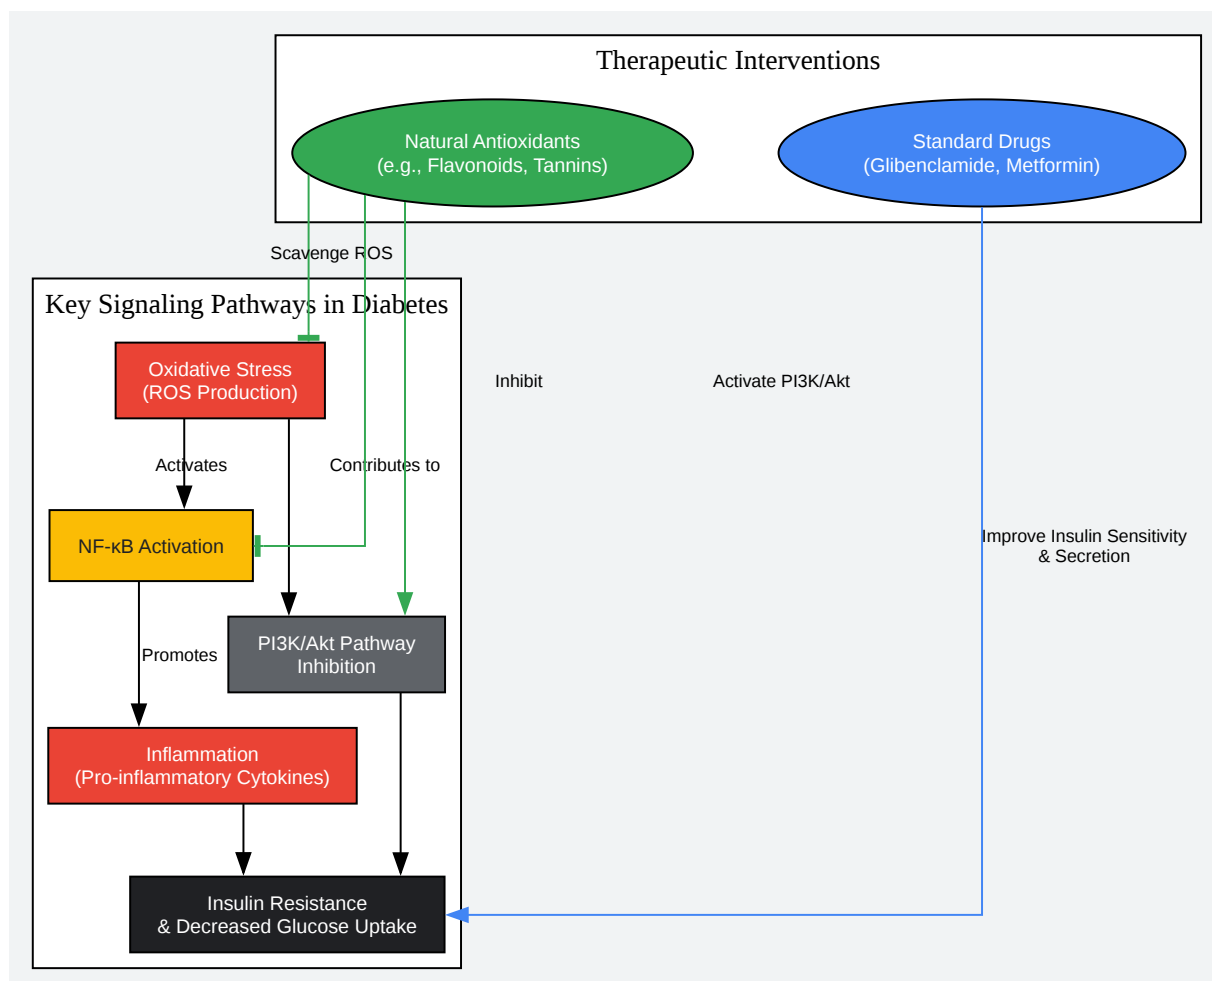 Therapeutic Interventions
Natural Antioxidants
(e.g., Flavonoids, Tannins)
Standard Drugs
(Glibenclamide, Metformin)
Scavenge ROS
Key Signaling Pathways in Diabetes
Oxidative Stress
(ROS Production)
Inhibit
Activate PI3K/Akt
Activates
Contributes to
NF-κB Activation
Improve Insulin Sensitivity
& Secretion
PI3K/Akt Pathway
Inhibition
Promotes
Inflammation
(Pro-inflammatory Cytokines)
Insulin Resistance
& Decreased Glucose Uptake